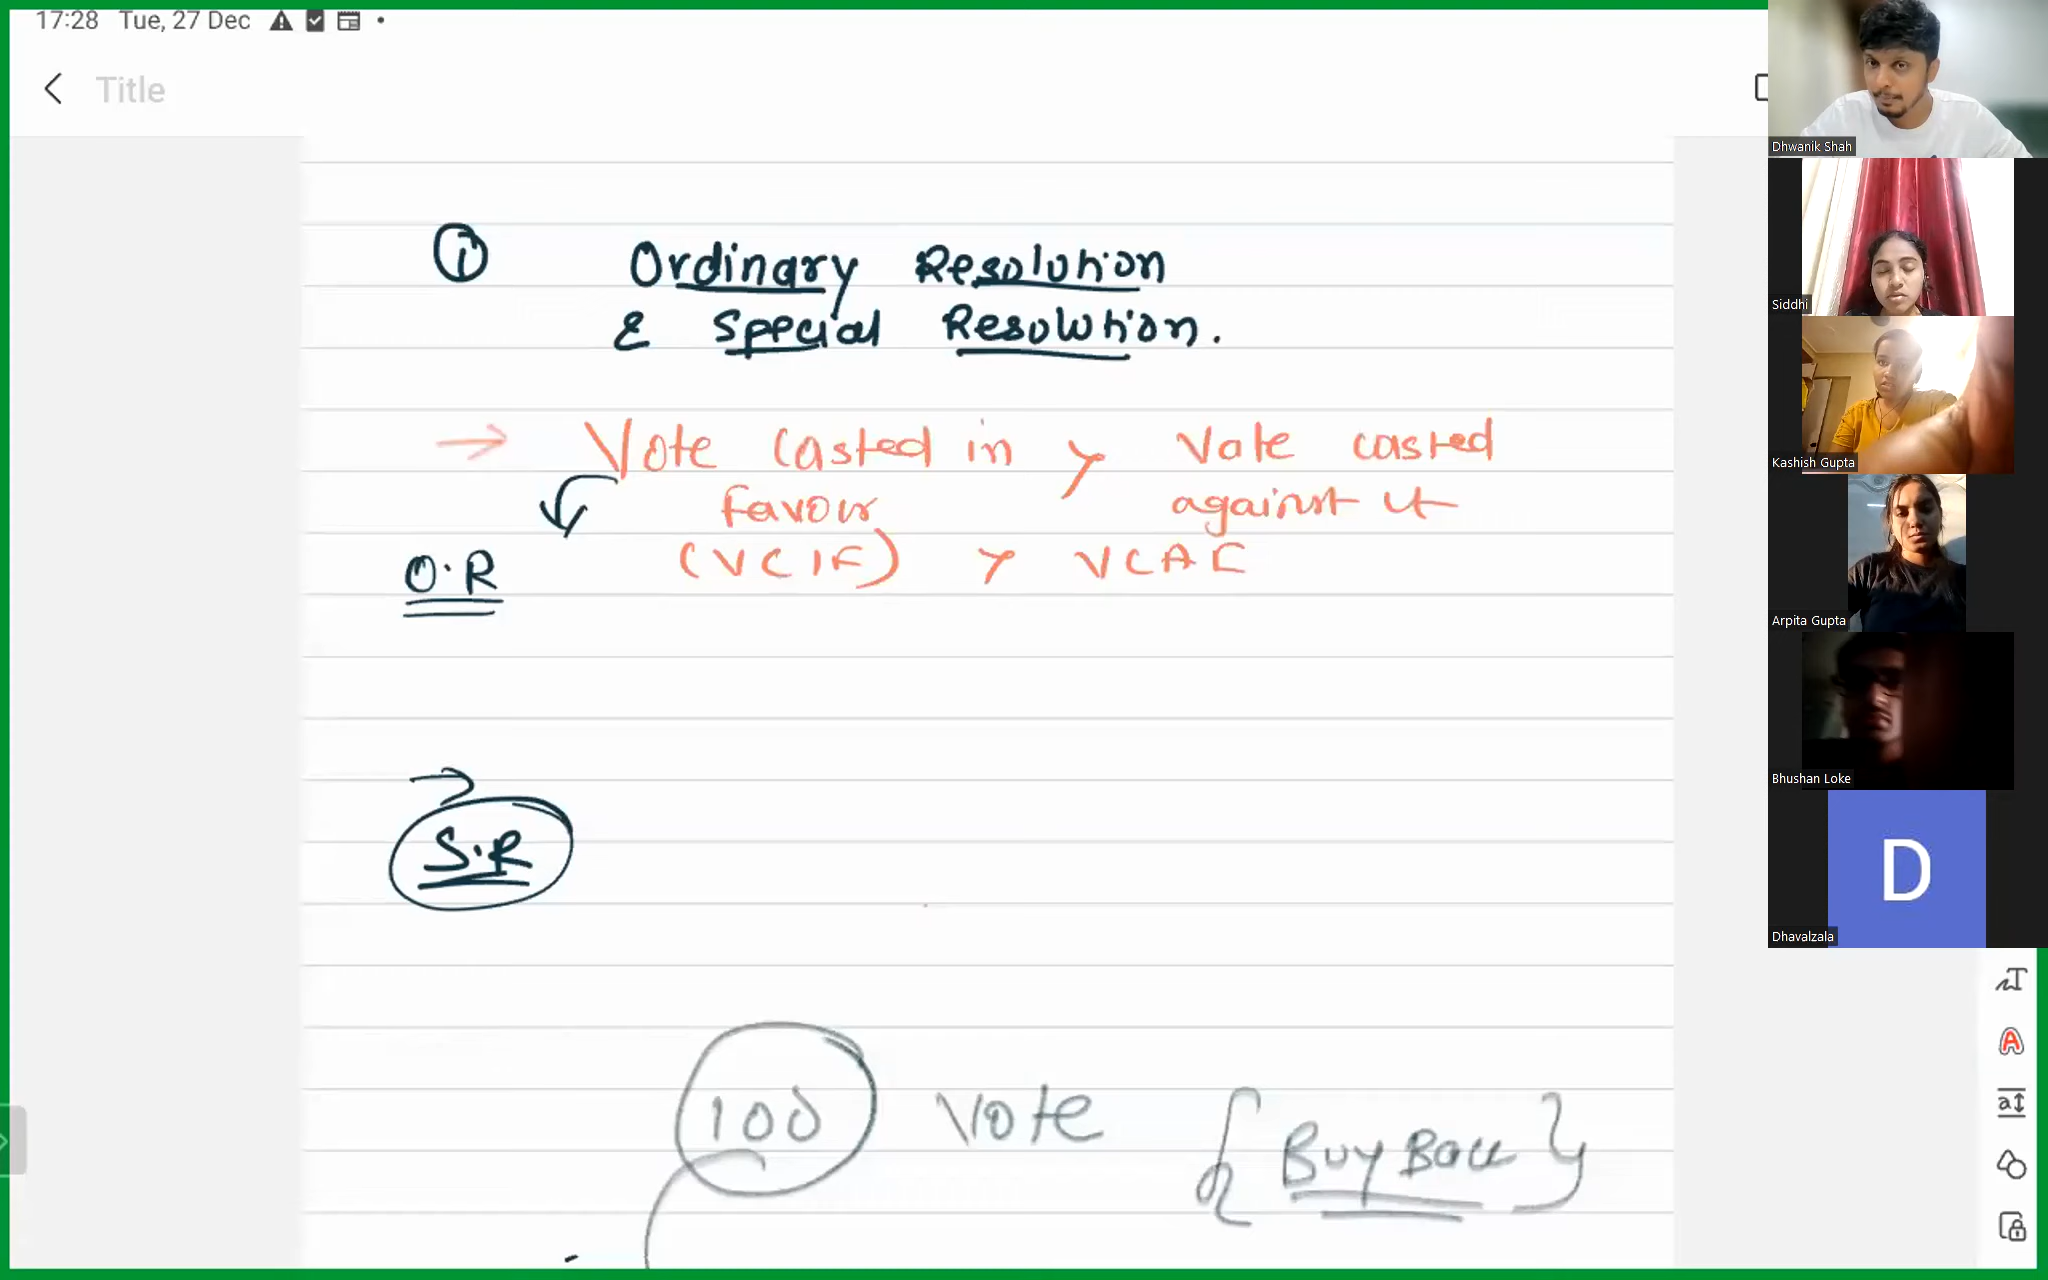 17:28 Tue, 27 Dec
Title
① Ordinary Resolution
& Special Resolution.
→ Vote Casted in > Vote casted
favour against it
O.R (VCIF) > VCAI
S.R
100 Vote { Buy Back }
Dhwanik Shah
Siddhi
Kashish Gupta
Arpita Gupta
Bhushan Loke
D
Dhavalzala